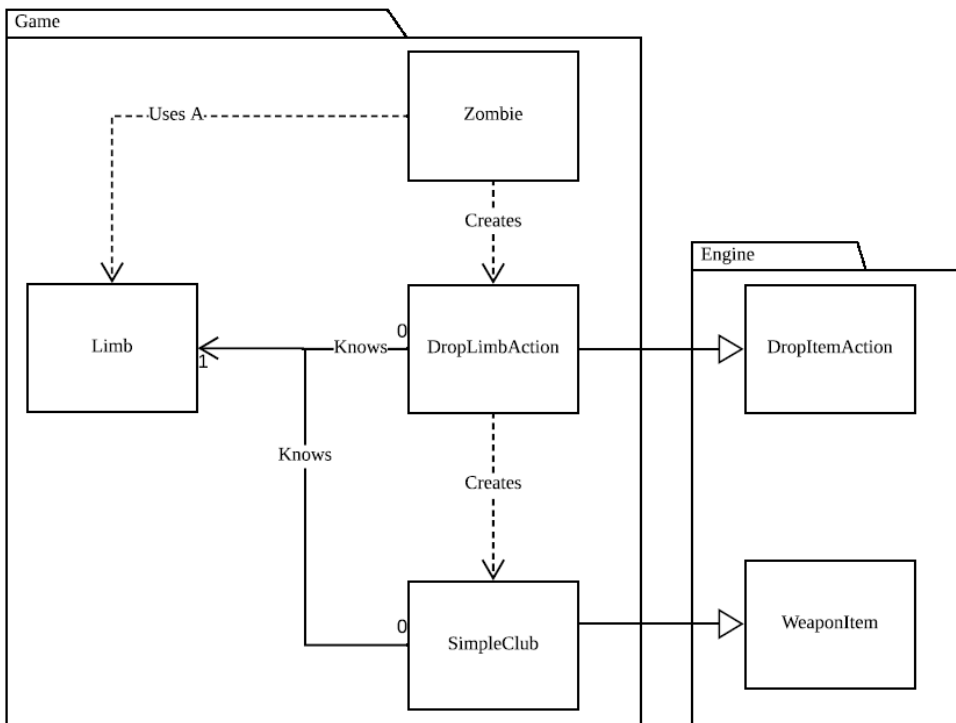 Game
Zombie
Uses A
Creates
Engine
Limb
1
Knows
0
DropLimbAction
DropItemAction
Knows
Creates
0
SimpleClub
WeaponItem